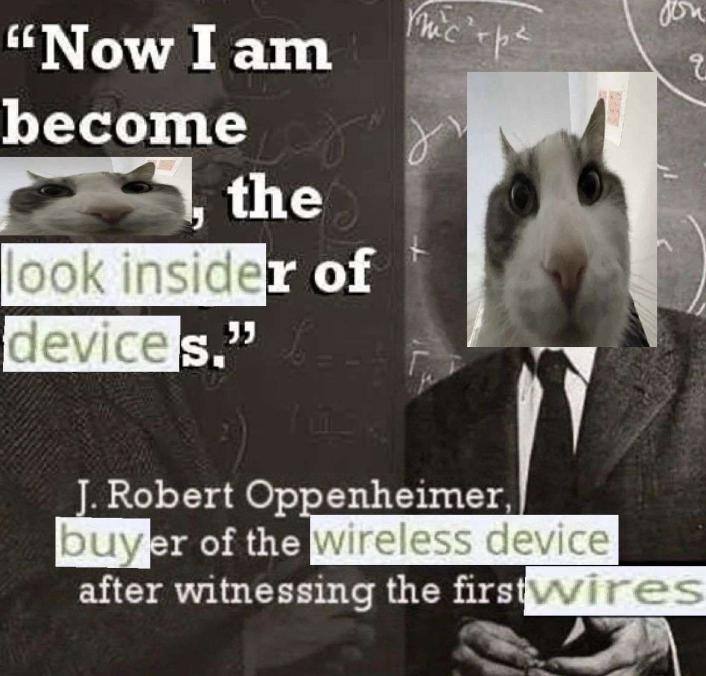 “Now I am
become
, the
look insider of
devices.”
J. Robert Oppenheimer,
buyer of the wireless device
after witnessing the first wires